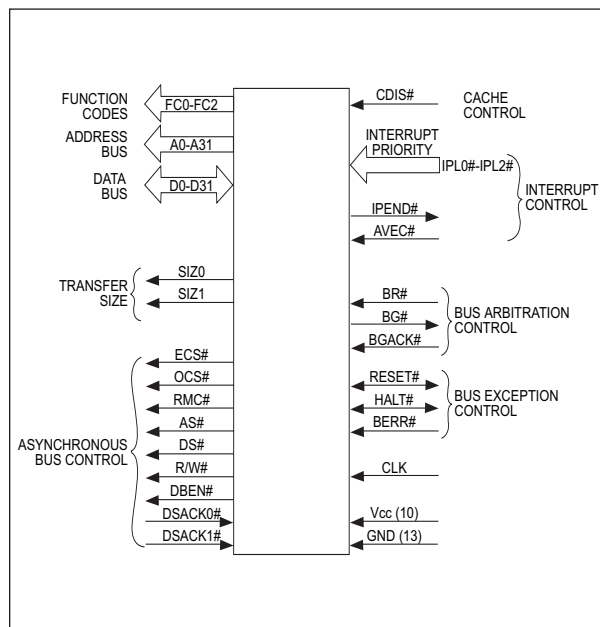 FUNCTION
CODES
FC0-FC2
ADDRESS
BUS
A0-A31
DATA
BUS
D0-D31
TRANSFER
SIZE
SIZ0
SIZ1
ASYNCHRONOUS
BUS CONTROL
ECS#
OCS#
RMC#
AS#
DS#
R/W#
DBEN#
DSACK0#
DSACK1#
CDIS#
CACHE
CONTROL
INTERRUPT
PRIORITY
IPL0#-IPL2#
IPEND#
AVEC#
INTERRUPT
CONTROL
BR#
BG#
BGACK#
BUS ARBITRATION
CONTROL
RESET#
HALT#
BERR#
BUS EXCEPTION
CONTROL
CLK
Vcc (10)
GND (13)